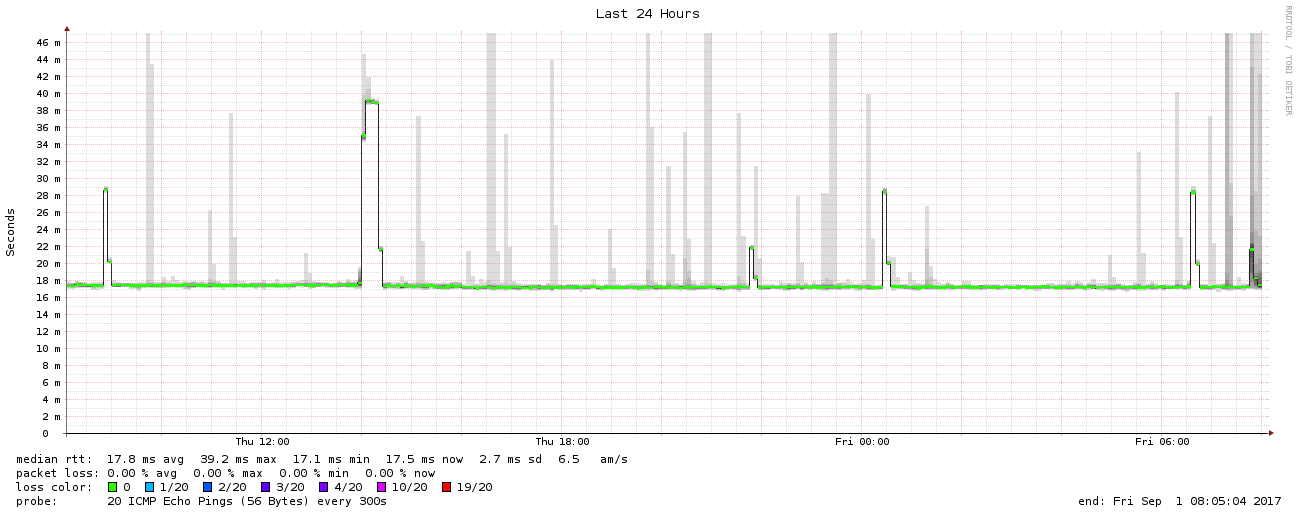 Last 24 Hours
RRDTOOL / TOBI OETIKER
Seconds
46 m
44 m
42 m
40 m
38 m
36 m
34 m
32 m
30 m
28 m
26 m
24 m
22 m
20 m
18 m
16 m
14 m
12 m
10 m
8 m
6 m
4 m
2 m
0
Thu 12:00 Thu 18:00 Fri 00:00 Fri 06:00
median rtt: 17.8 ms avg 39.2 ms max 17.1 ms min 17.5 ms now 2.7 ms sd 6.5 am/s
packet loss: 0.00 % avg 0.00 % max 0.00 % min 0.00 % now
loss color: 0 1/20 2/20 3/20 4/20 10/20 19/20
probe: 20 ICMP Echo Pings (56 Bytes) every 300s end: Fri Sep 1 08:05:04 2017